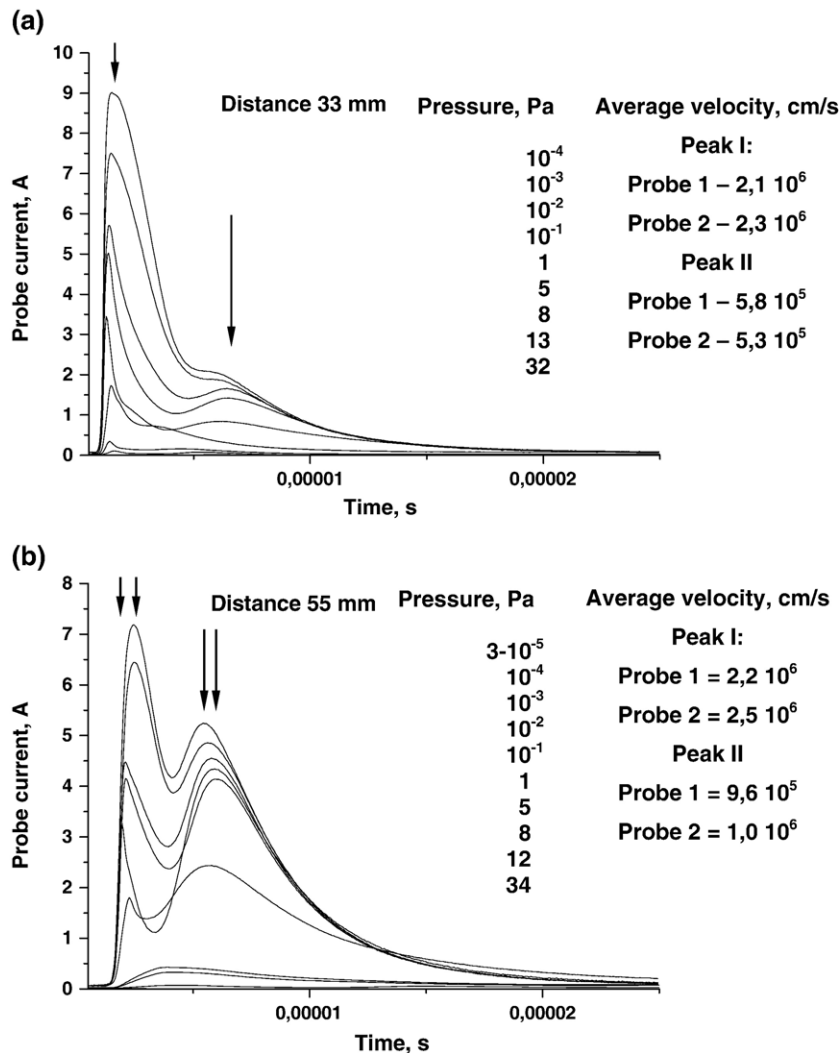 (a)
10
9
8
7
6
5
4
3
2
1
0
Probe current, A
Distance 33 mm
Pressure, Pa
10⁻⁴
10⁻³
10⁻²
10⁻¹
1
5
8
13
32
Average velocity, cm/s
Peak I:
Probe 1 – 2,1 10⁶
Probe 2 – 2,3 10⁶
Peak II
Probe 1 – 5,8 10⁵
Probe 2 – 5,3 10⁵
0,00001
0,00002
Time, s
(b)
8
7
6
5
4
3
2
1
0
Probe current, A
Distance 55 mm
Pressure, Pa
3-10⁻⁵
10⁻⁴
10⁻³
10⁻²
10⁻¹
1
5
8
12
34
Average velocity, cm/s
Peak I:
Probe 1 = 2,2 10⁶
Probe 2 = 2,5 10⁶
Peak II
Probe 1 = 9,6 10⁵
Probe 2 = 1,0 10⁶
0,00001
0,00002
Time, s